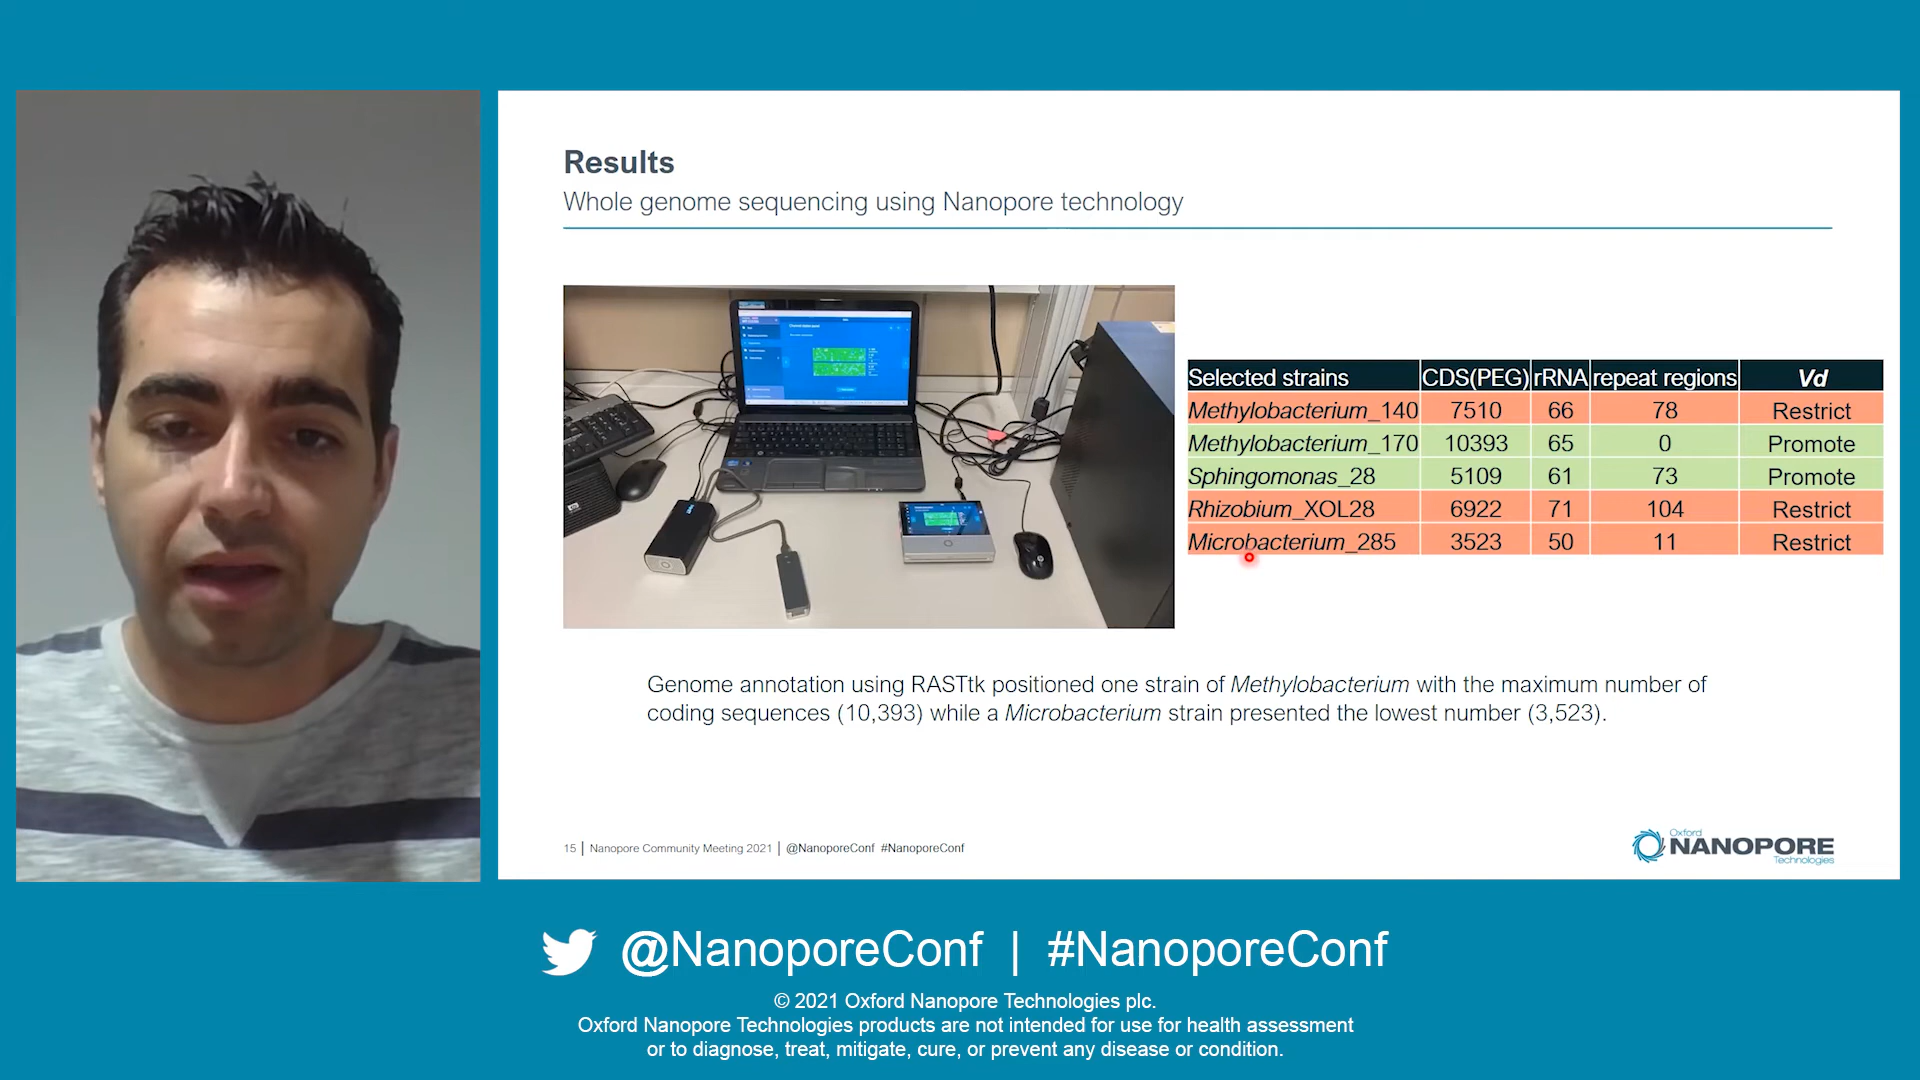 Results
Whole genome sequencing using Nanopore technology
Selected strains CDS(PEG) rRNA repeat regions Vd
Methylobacterium_140 7510 66 78 Restrict
Methylobacterium_170 10393 65 0 Promote
Sphingomonas_28 5109 61 73 Promote
Rhizobium_XOL28 6922 71 104 Restrict
Microbacterium_285 3523 50 11 Restrict
Genome annotation using RASTtk positioned one strain of Methylobacterium with the maximum number of
coding sequences (10,393) while a Microbacterium strain presented the lowest number (3,523).
15 | Nanopore Community Meeting 2021 | @NanoporeConf #NanoporeConf
Oxford
NANOPORE
Technologies
@NanoporeConf | #NanoporeConf
© 2021 Oxford Nanopore Technologies plc.
Oxford Nanopore Technologies products are not intended for use for health assessment
or to diagnose, treat, mitigate, cure, or prevent any disease or condition.